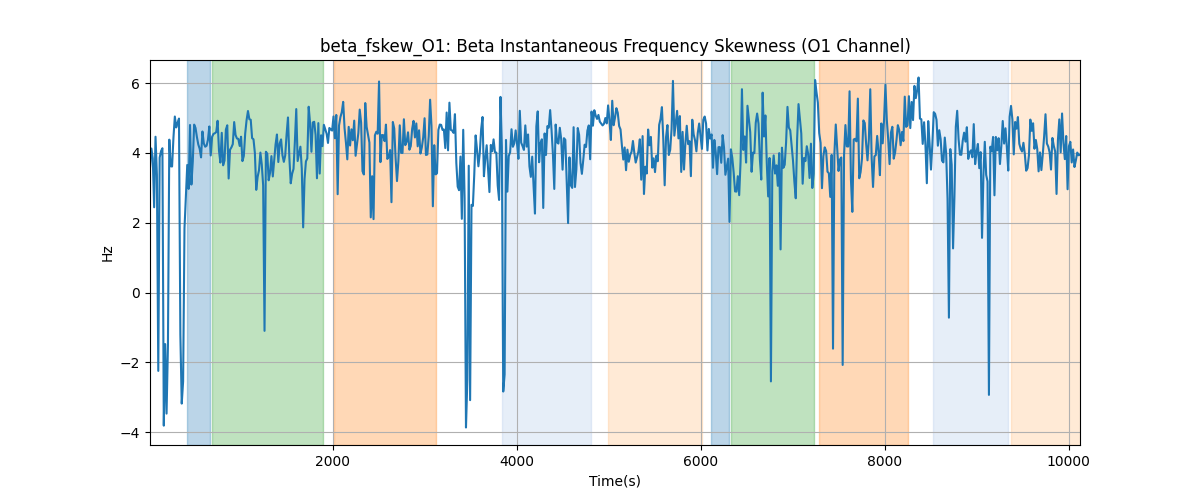 beta_fskew_O1: Beta Instantaneous Frequency Skewness (O1 Channel)
Hz
6
4
2
0
−2
−4
2000 4000 6000 8000 10000
Time(s)